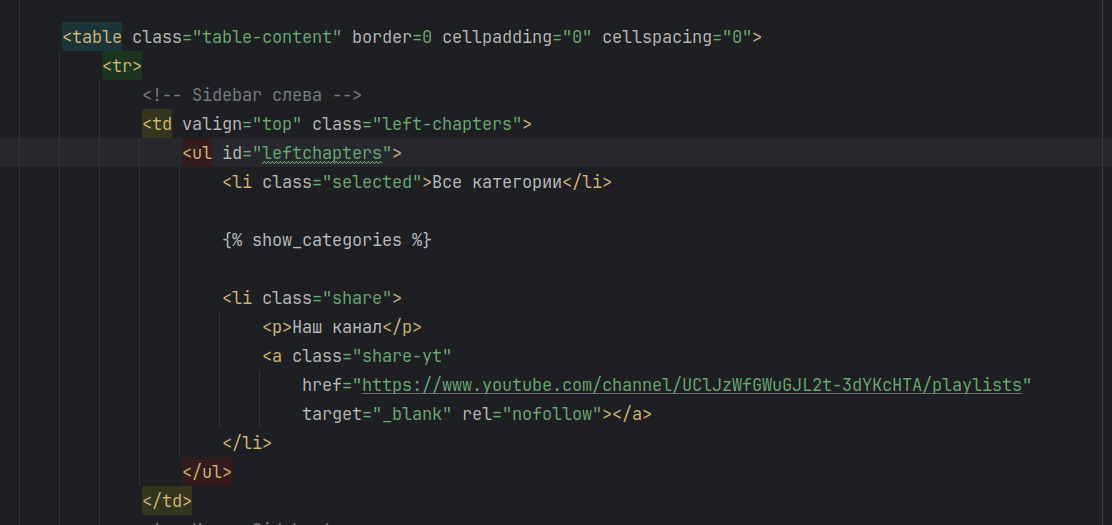 <table class="table-content" border=0 cellpadding="0" cellspacing="0">
<tr>
<!-- Sidebar слева -->
<td valign="top" class="left-chapters">
<ul id="leftchapters">
<li class="selected">Все категории</li>
{% show_categories %}
<li class="share">
<p>Наш канал</p>
<a class="share-yt"
href="https://www.youtube.com/channel/UClJzWfGWuGJL2t-3dYKcHTA/playlists"
target="_blank" rel="nofollow"></a>
</li>
</ul>
</td>